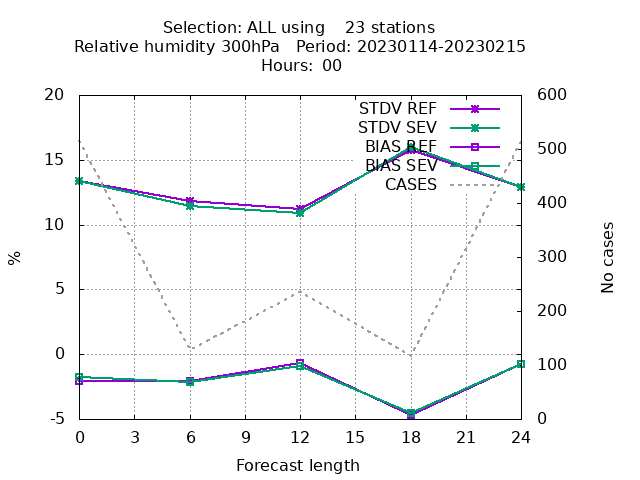 Selection: ALL using    23 stations
Relative humidity 300hPa   Period: 20230114-20230215
Hours: 00
STDV REF
STDV SEV
BIAS REF
BIAS SEV
CASES
20
15
10
5
0
-5
%
600
500
400
300
200
100
0
No cases
0 3 6 9 12 15 18 21 24
Forecast length